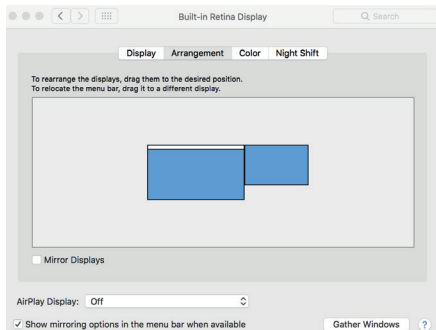 Built-in Retina Display
Search
Display Arrangement Color Night Shift
To rearrange the displays, drag them to the desired position.
To relocate the menu bar, drag it to a different display.
Mirror Displays
AirPlay Display: Off
Show mirroring options in the menu bar when available
Gather Windows ?